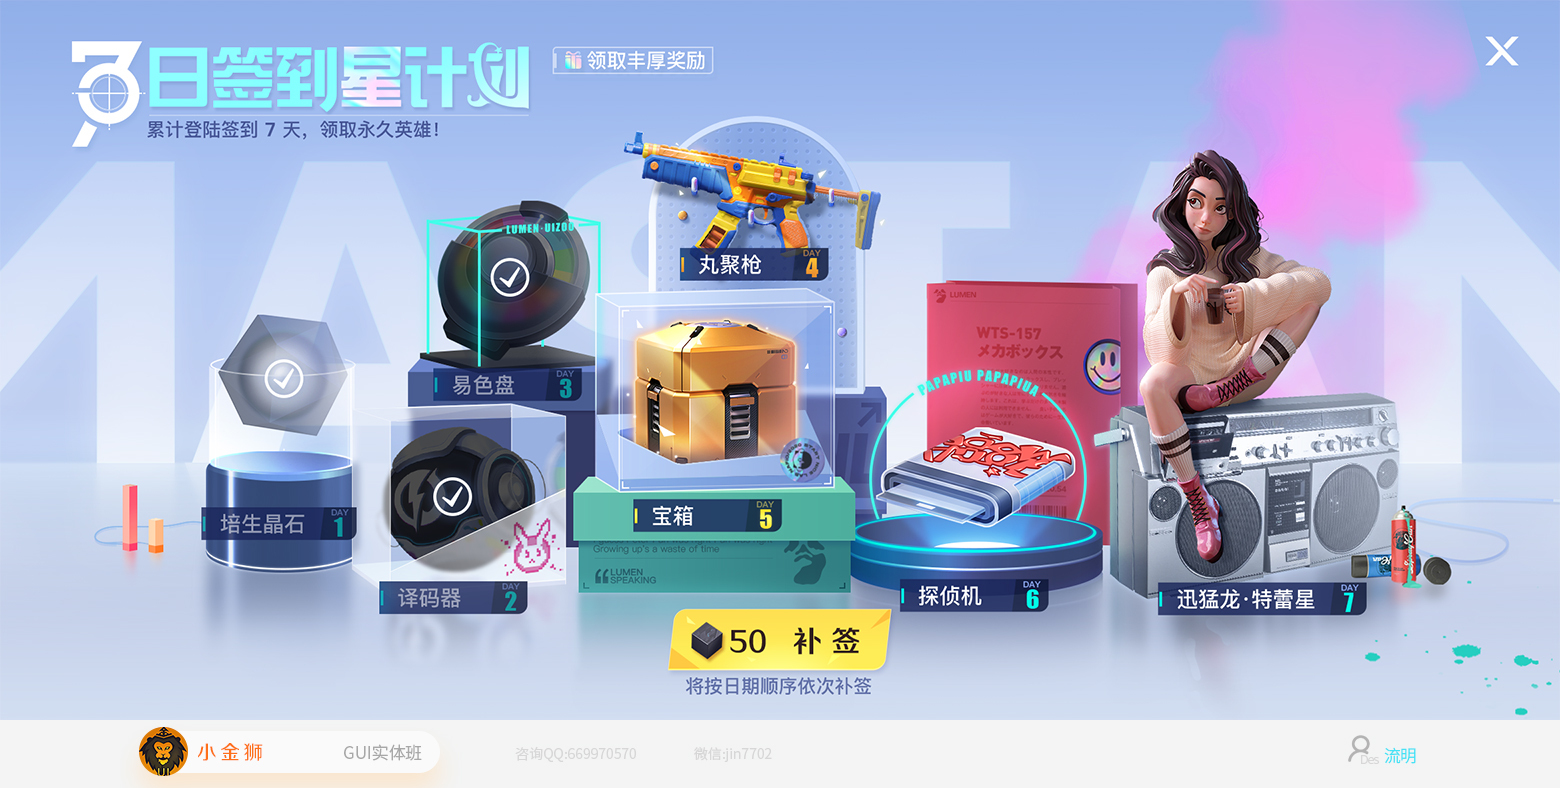 7日签到星计划
领取丰厚奖励
累计登陆签到 7 天，领取永久英雄！
MASTAN
LUMEN·UIZOU
丸聚枪
DAY
4
LUMEN
WTS-157
メカボックス
易色盘
DAY
3
PAPAPIU PAPAPIUA
培生晶石
DAY
1
宝箱
DAY
5
Growing up's a waste of time
LUMEN
SPEAKING
译码器
DAY
2
探侦机
DAY
6
迅猛龙·特蕾星
DAY
7
50 补签
将按日期顺序依次补签
小金狮
GUI实体班
咨询QQ:669970570
微信:jin7702
Des 流明
UI